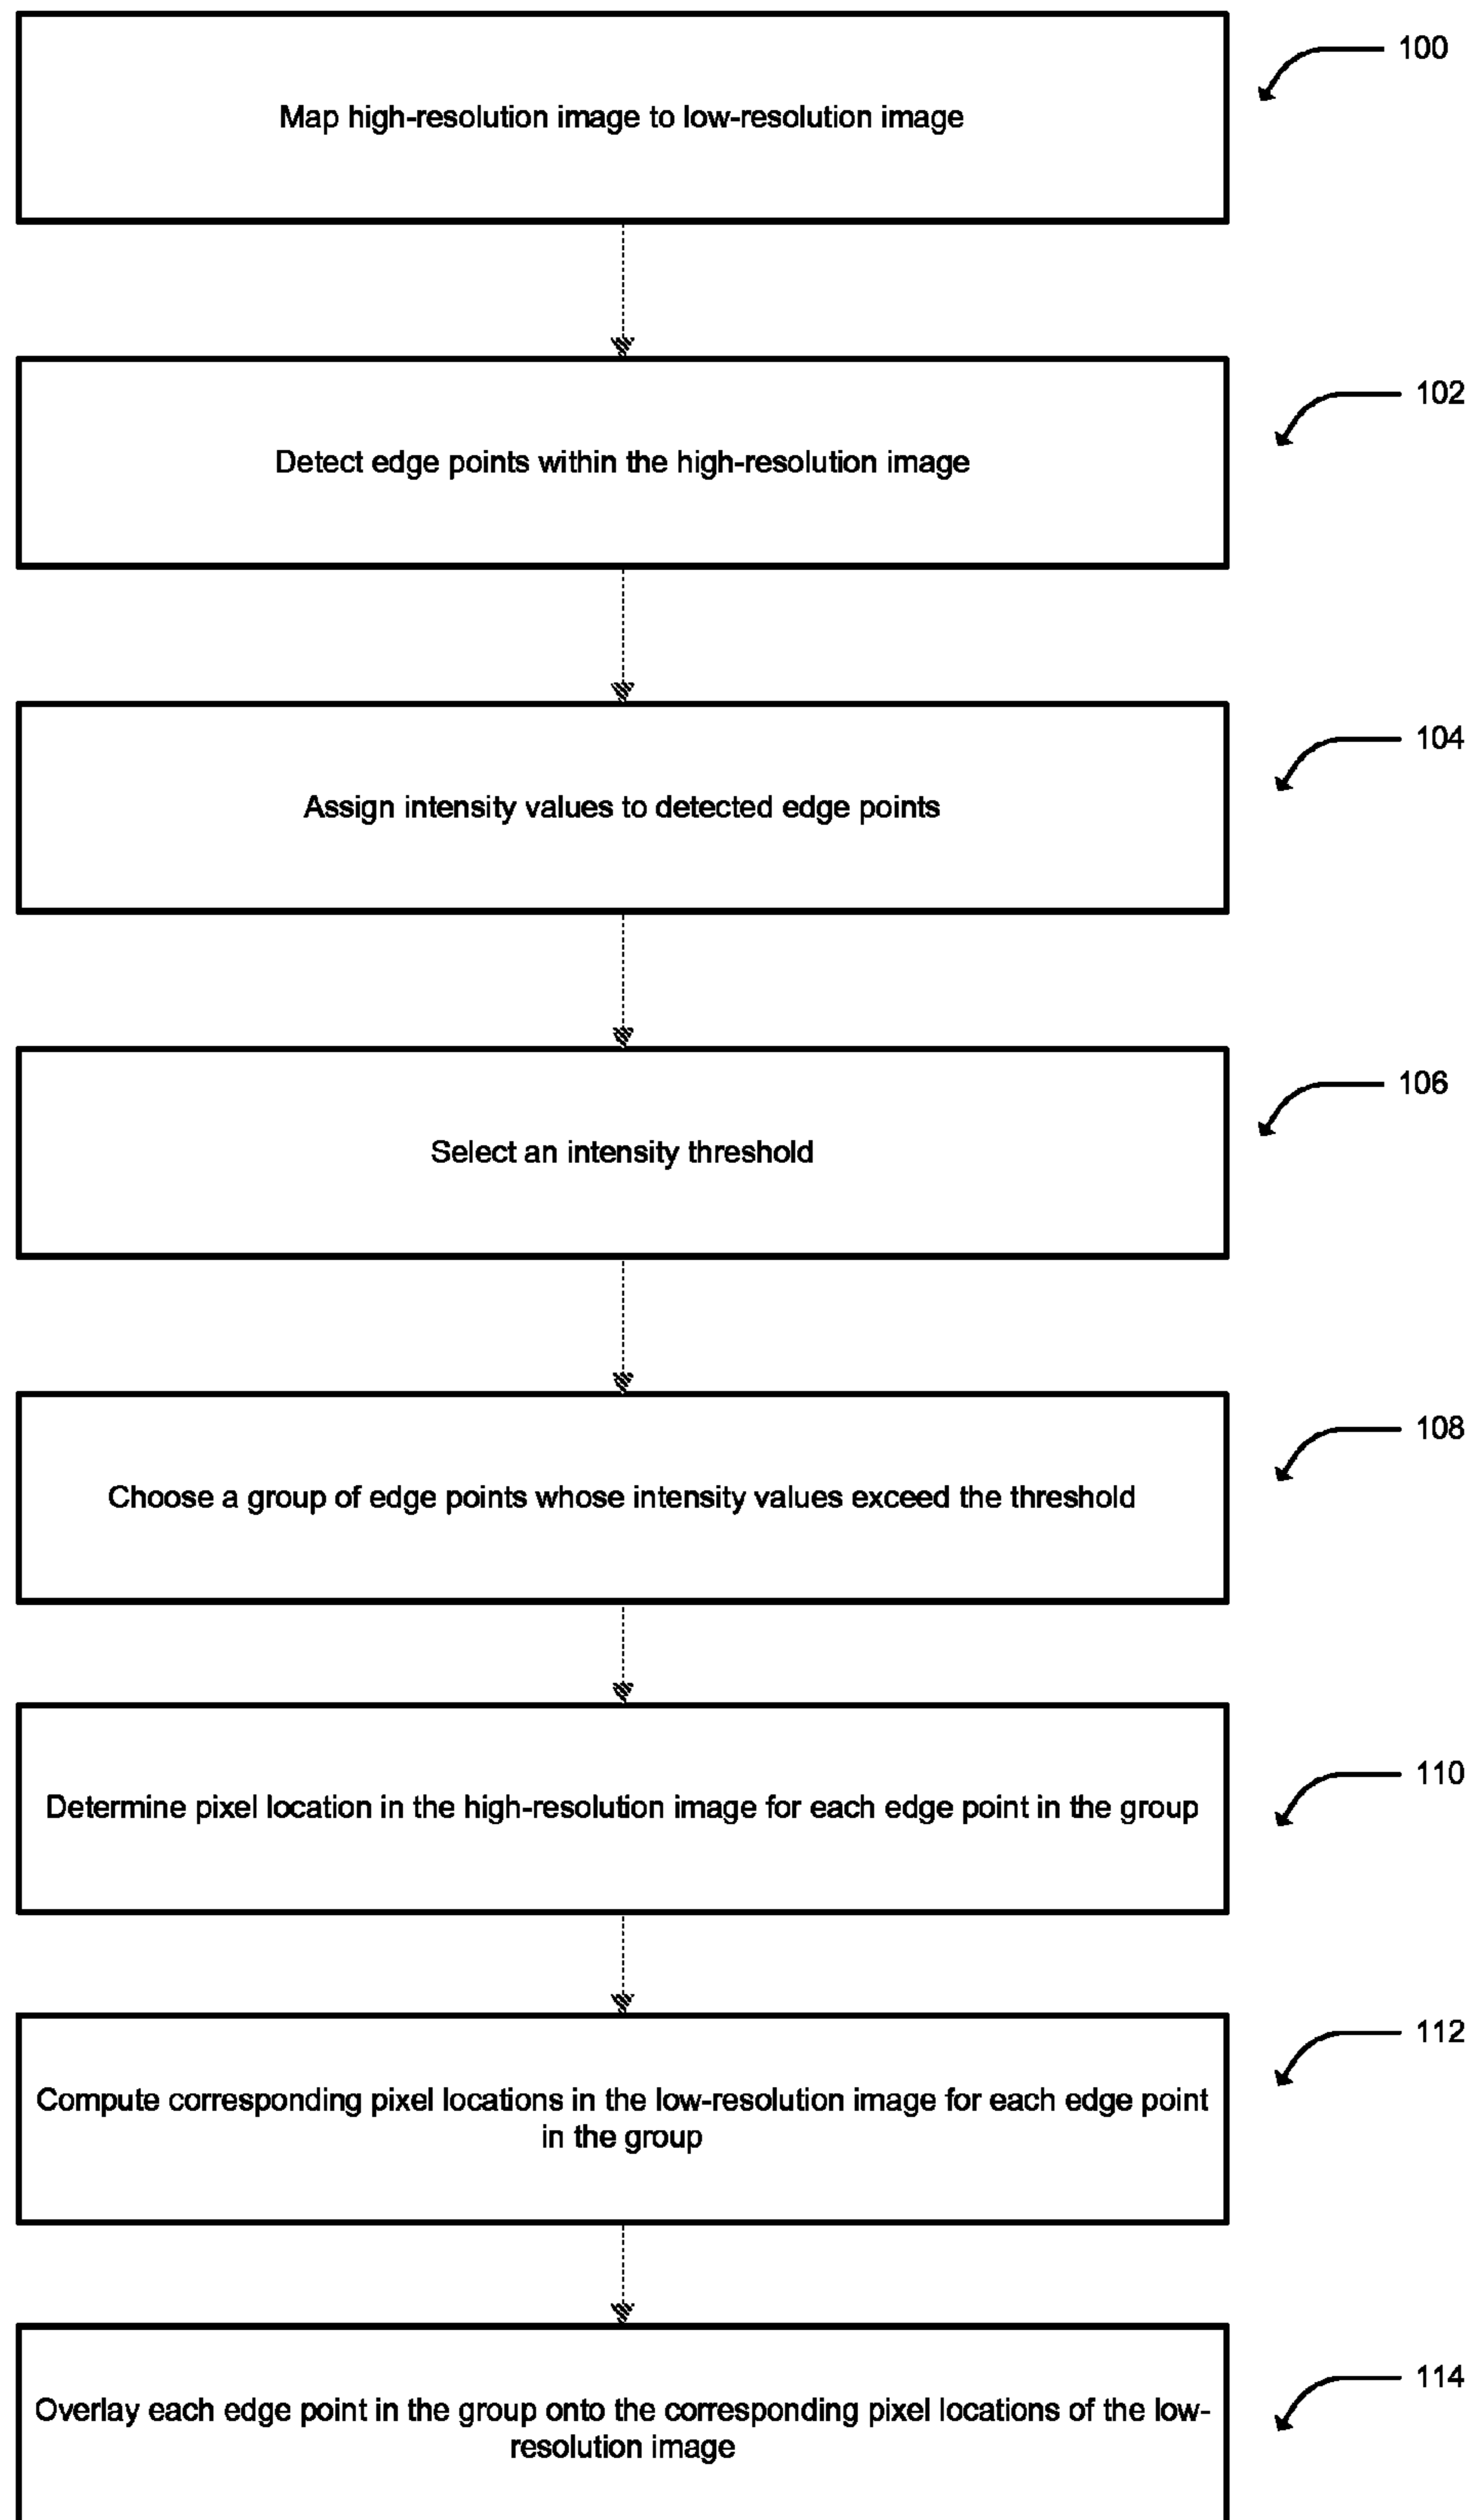 100
Map high-resolution image to low-resolution image
102
Detect edge points within the high-resolution image
104
Assign intensity values to detected edge points
106
Select an intensity threshold
108
Choose a group of edge points whose intensity values exceed the threshold
110
Determine pixel location in the high-resolution image for each edge point in the group
112
Compute corresponding pixel locations in the low-resolution image for each edge point
in the group
114
Overlay each edge point in the group onto the corresponding pixel locations of the low-
resolution image